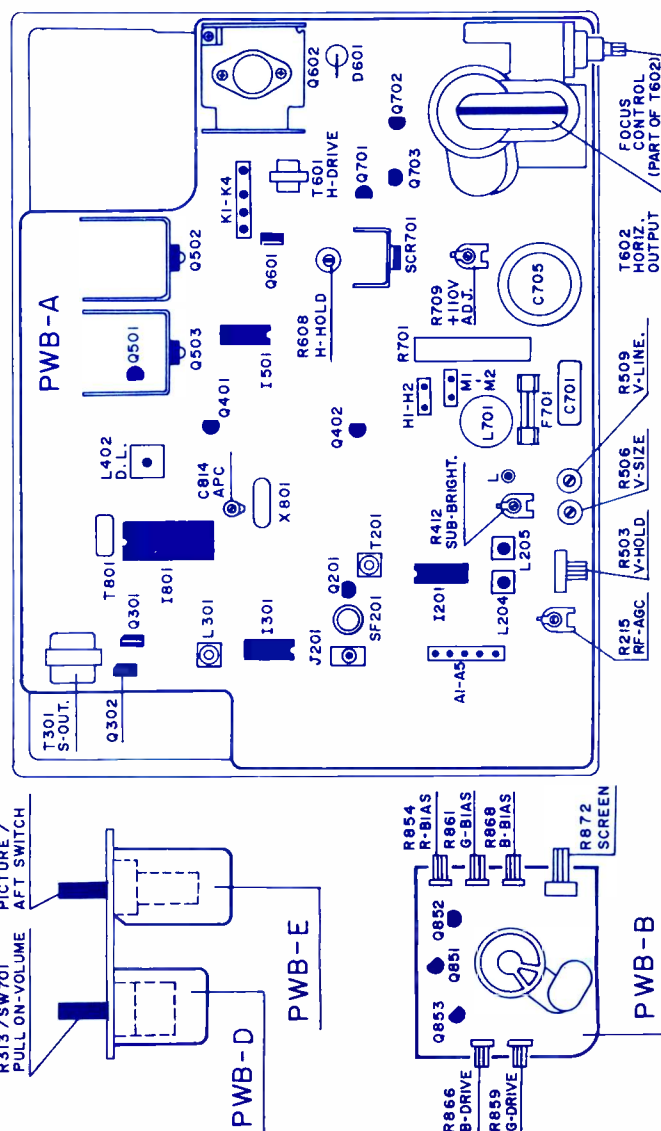 PWB-A
Q501
Q502
Q503
K1-K4
Q602
D601
T601
H-DRIVE
Q701
Q702
Q703
Q601
SCR701
R608
H-HOLD
I501
Q401
Q402
L402
D.L.
C814
APC
X801
T801
I801
Q301
T301
S-OUT.
Q302
L301
I301
J201
SF201
Q201
T201
I201
A1-A5
L204
L205
R412
SUB-BRIGHT.
L
H1-H2
M1-M2
L701
F701
C701
R701
R709
+110V
ADJ.
C705
T602
HORIZ.
OUTPUT
FOCUS
CONTROL
(PART OF T602)
R509
V-LINE.
R506
V-SIZE
R503
V-HOLD
R215
RF-AGC
PICTURE /
AFT SWITCH
R313 / SW701
PULL ON-VOLUME
PWB-E
PWB-D
R854
R-BIAS
R861
G-BIAS
R868
B-BIAS
R872
SCREEN
Q852
Q851
Q853
R866
B-DRIVE
R859
G-DRIVE
PWB-B